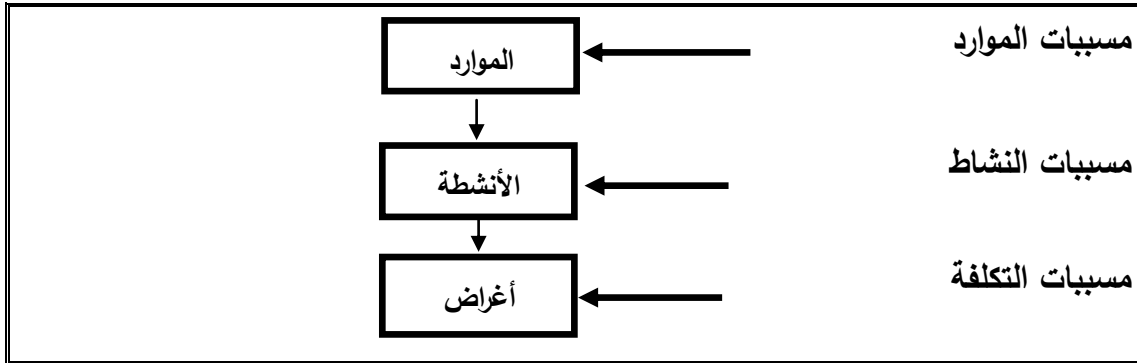 مسببات الموارد
الموارد
مسببات النشاط
الأنشطة
مسببات التكلفة
أغراض